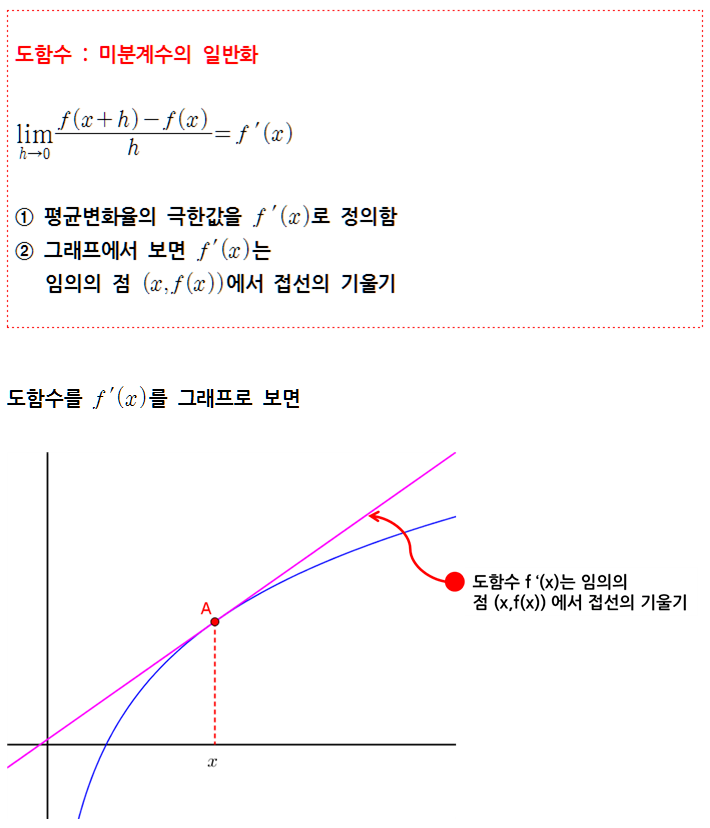 도함수 : 미분계수의 일반화
lim_{h→0} \frac{f(x+h)-f(x)}{h} = f′(x)
① 평균변화율의 극한값을 f′(x)로 정의함
② 그래프에서 보면 f′(x)는
임의의 점 (x,f(x))에서 접선의 기울기
도함수를 f′(x)를 그래프로 보면
도함수 f ‘(x)는 임의의
점 (x,f(x)) 에서 접선의 기울기
A
x